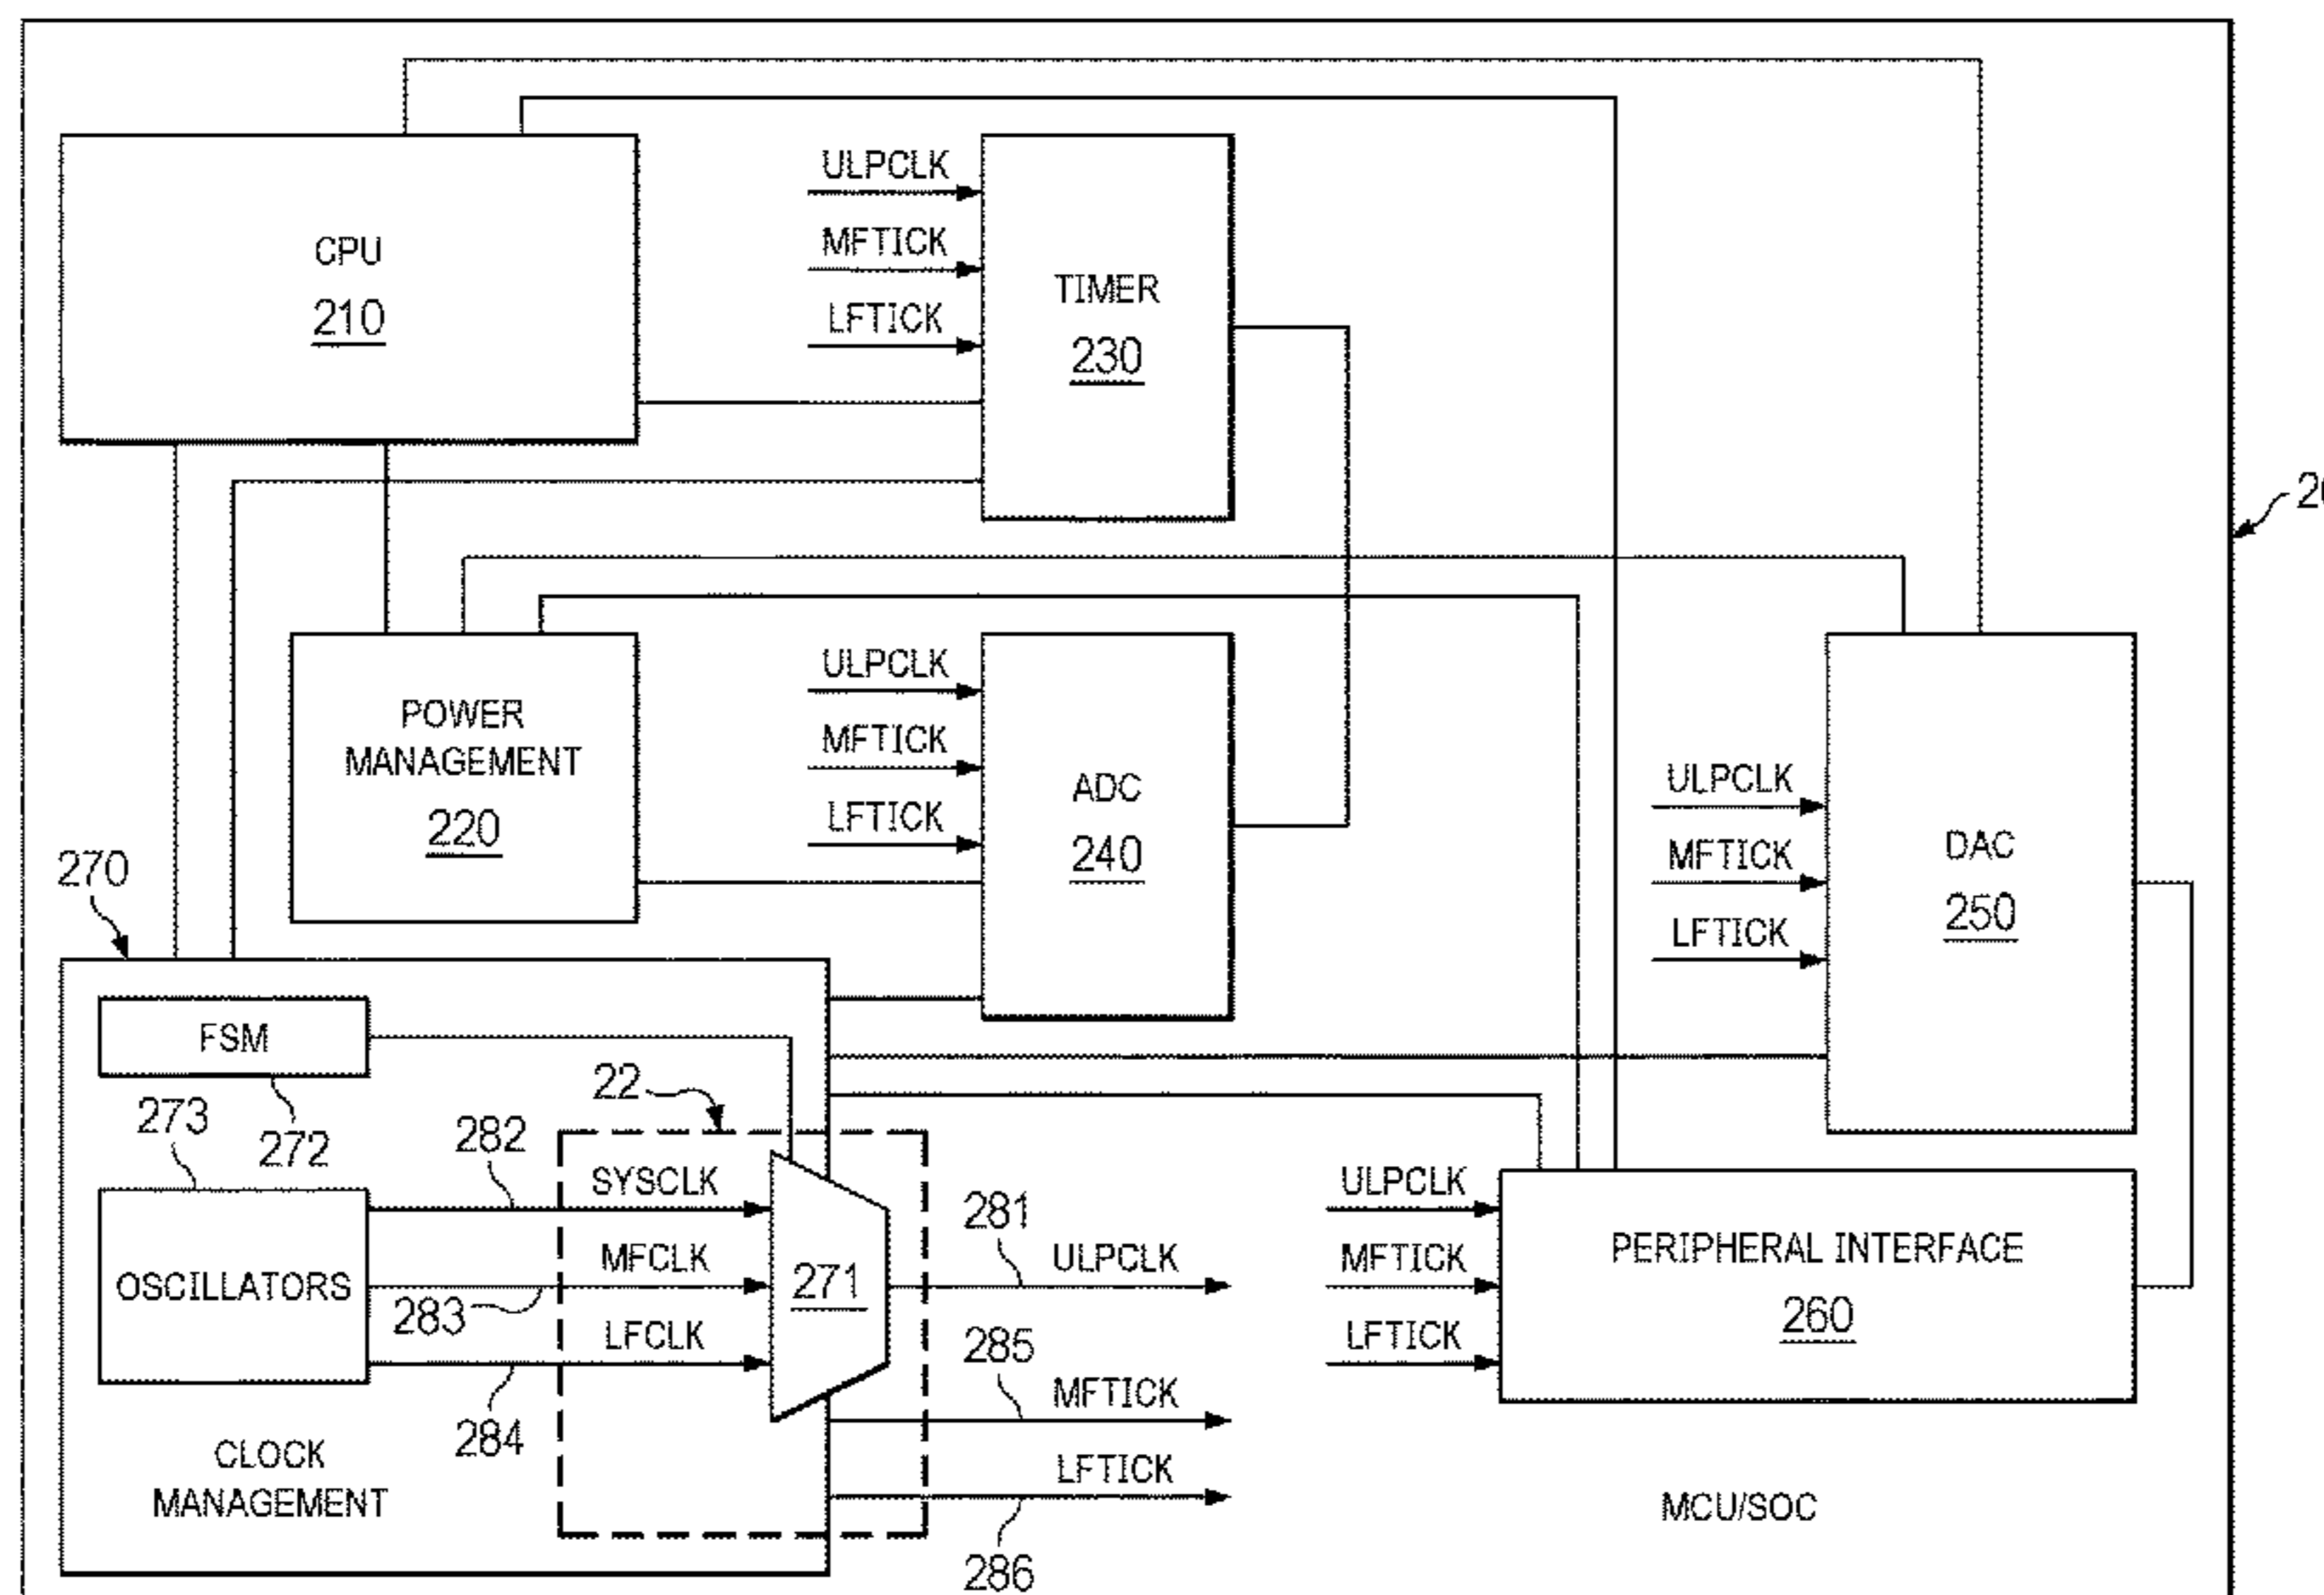 CPU
210
ULPCLK
MFTICK
LFTICK
TIMER
230
POWER
MANAGEMENT
220
ULPCLK
MFTICK
LFTICK
ADC
240
ULPCLK
MFTICK
LFTICK
DAC
250
270
FSM
272
273
OSCILLATORS
282
283
284
22
SYSCLK
MFCLK
LFCLK
271
281
ULPCLK
285
MFTICK
LFTICK
286
CLOCK
MANAGEMENT
ULPCLK
MFTICK
LFTICK
PERIPHERAL INTERFACE
260
MCU/SOC